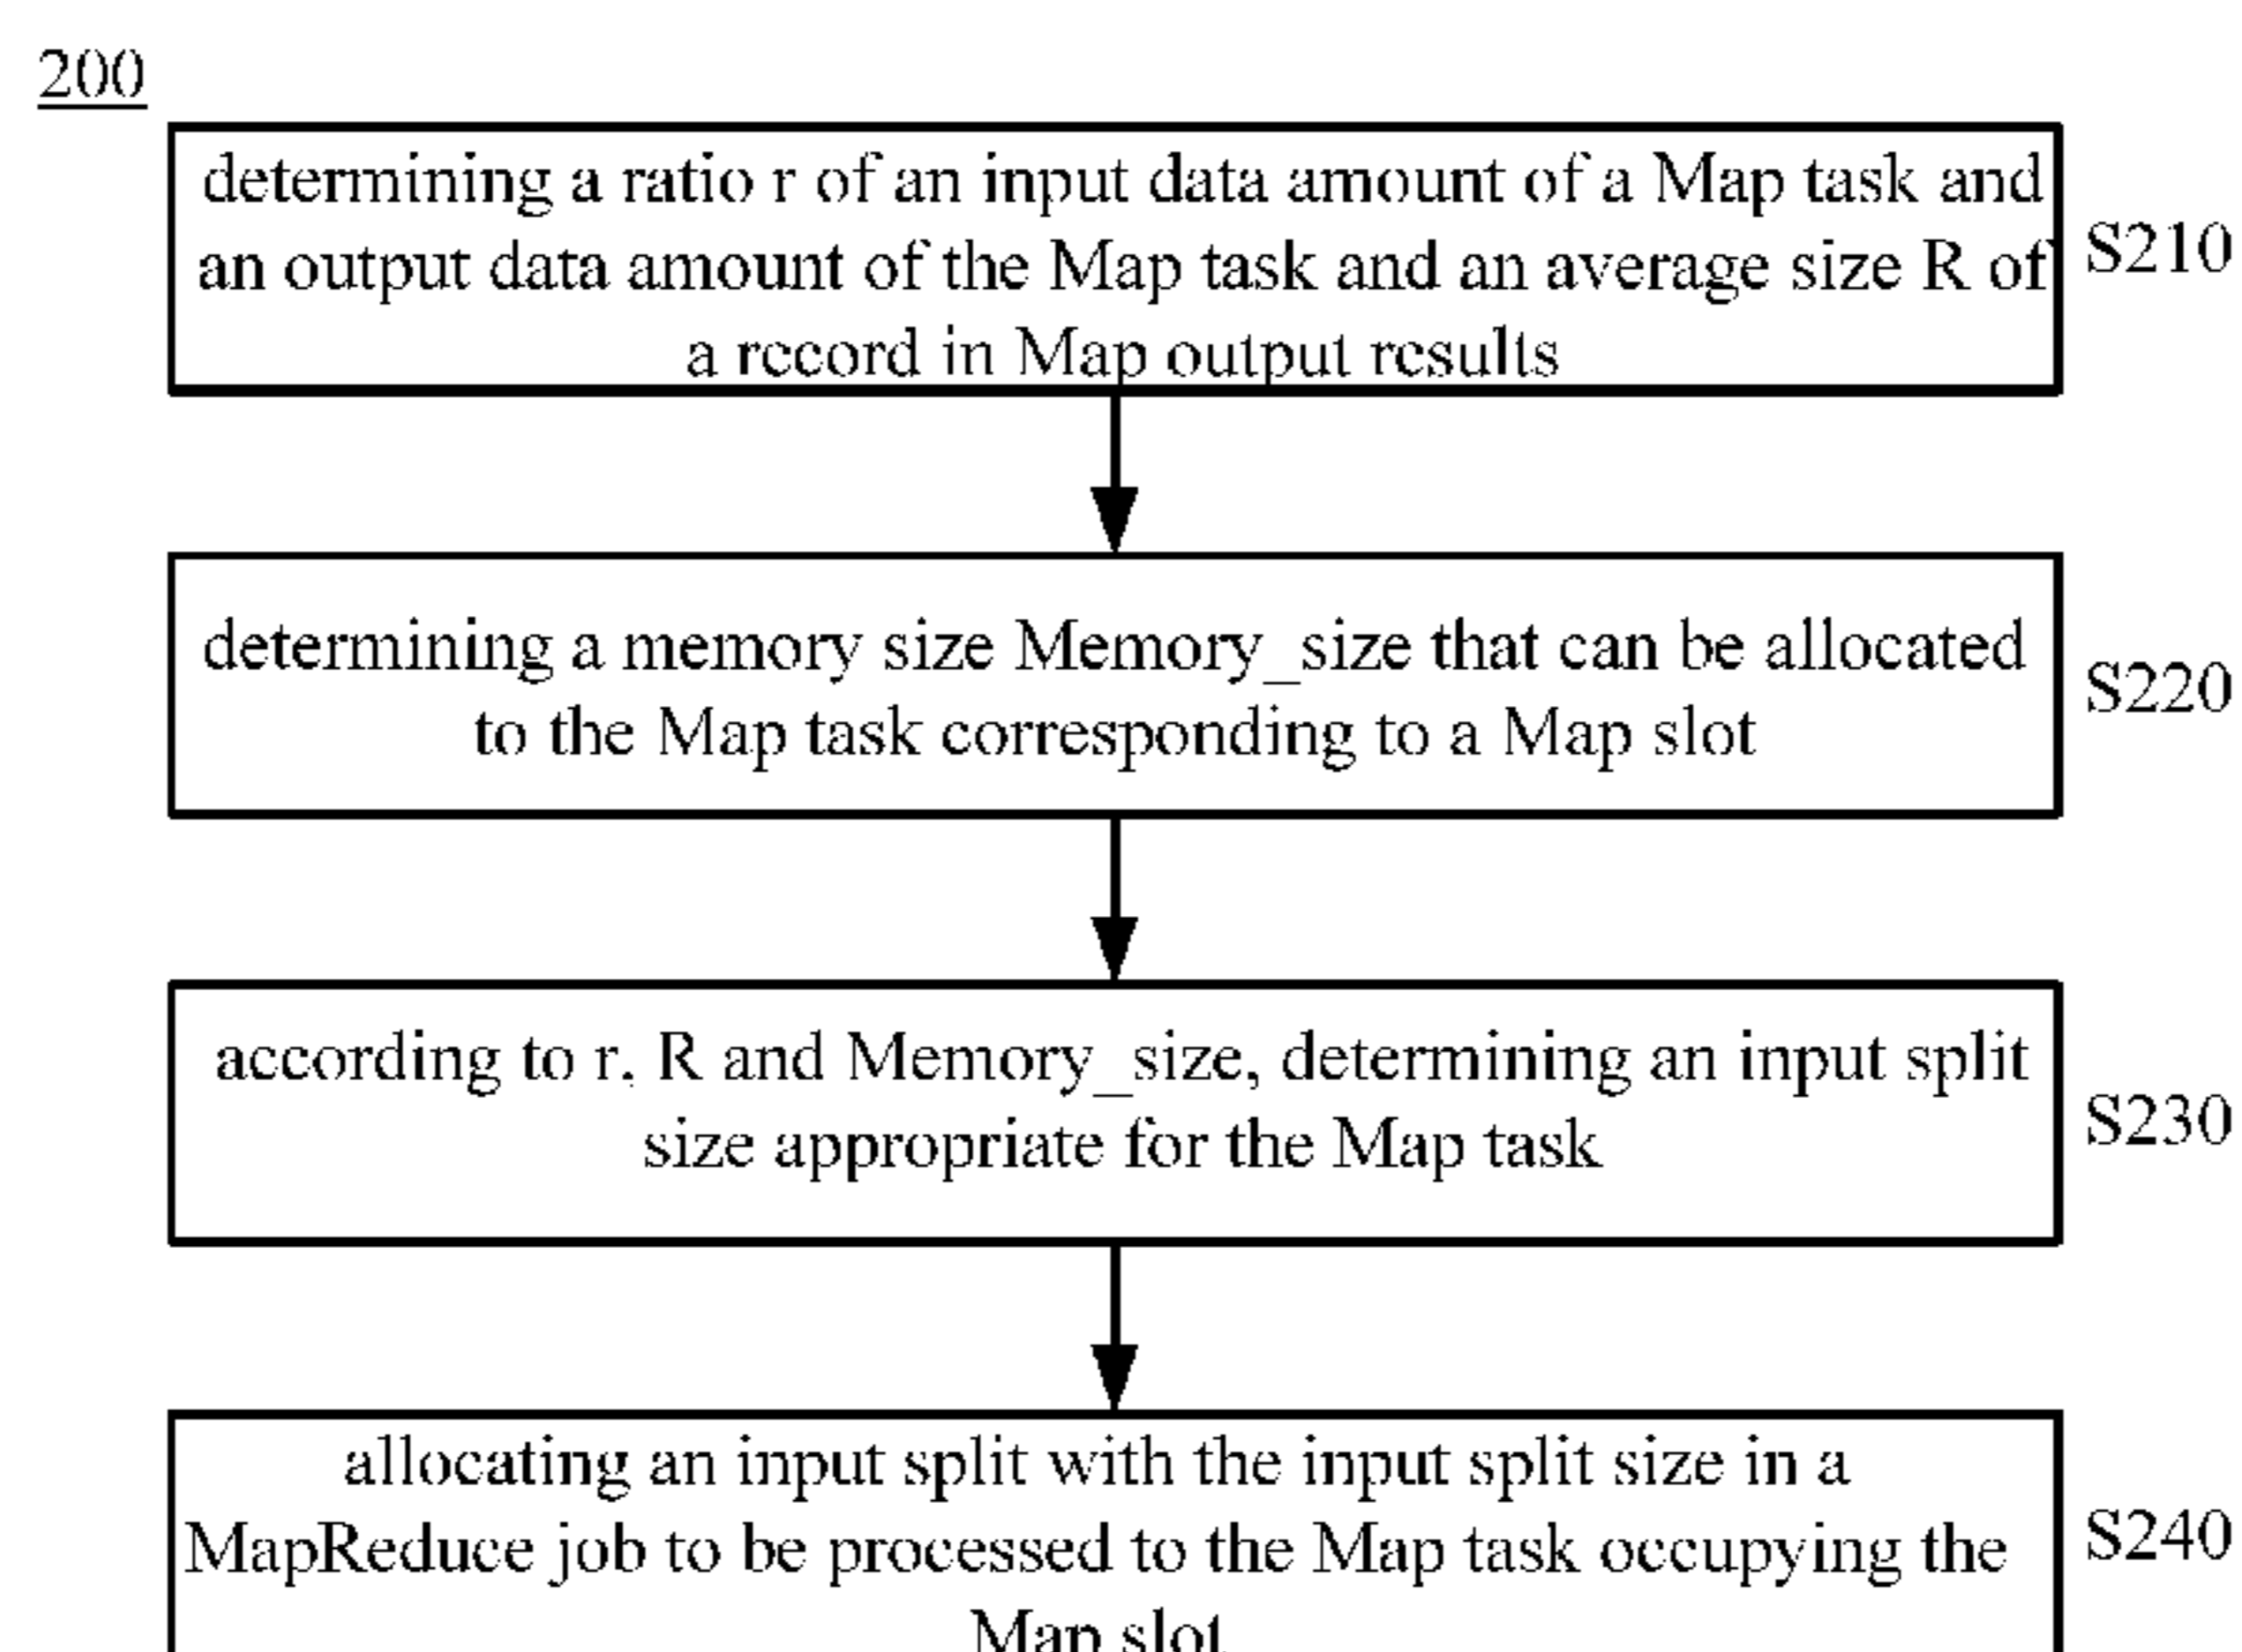 200
determining a ratio r of an input data amount of a Map task and
an output data amount of the Map task and an average size R of
a record in Map output results
S210
determining a memory size Memory_size that can be allocated
to the Map task corresponding to a Map slot
S220
according to r, R and Memory_size, determining an input split
size appropriate for the Map task
S230
allocating an input split with the input split size in a
MapReduce job to be processed to the Map task occupying the
Map slot
S240